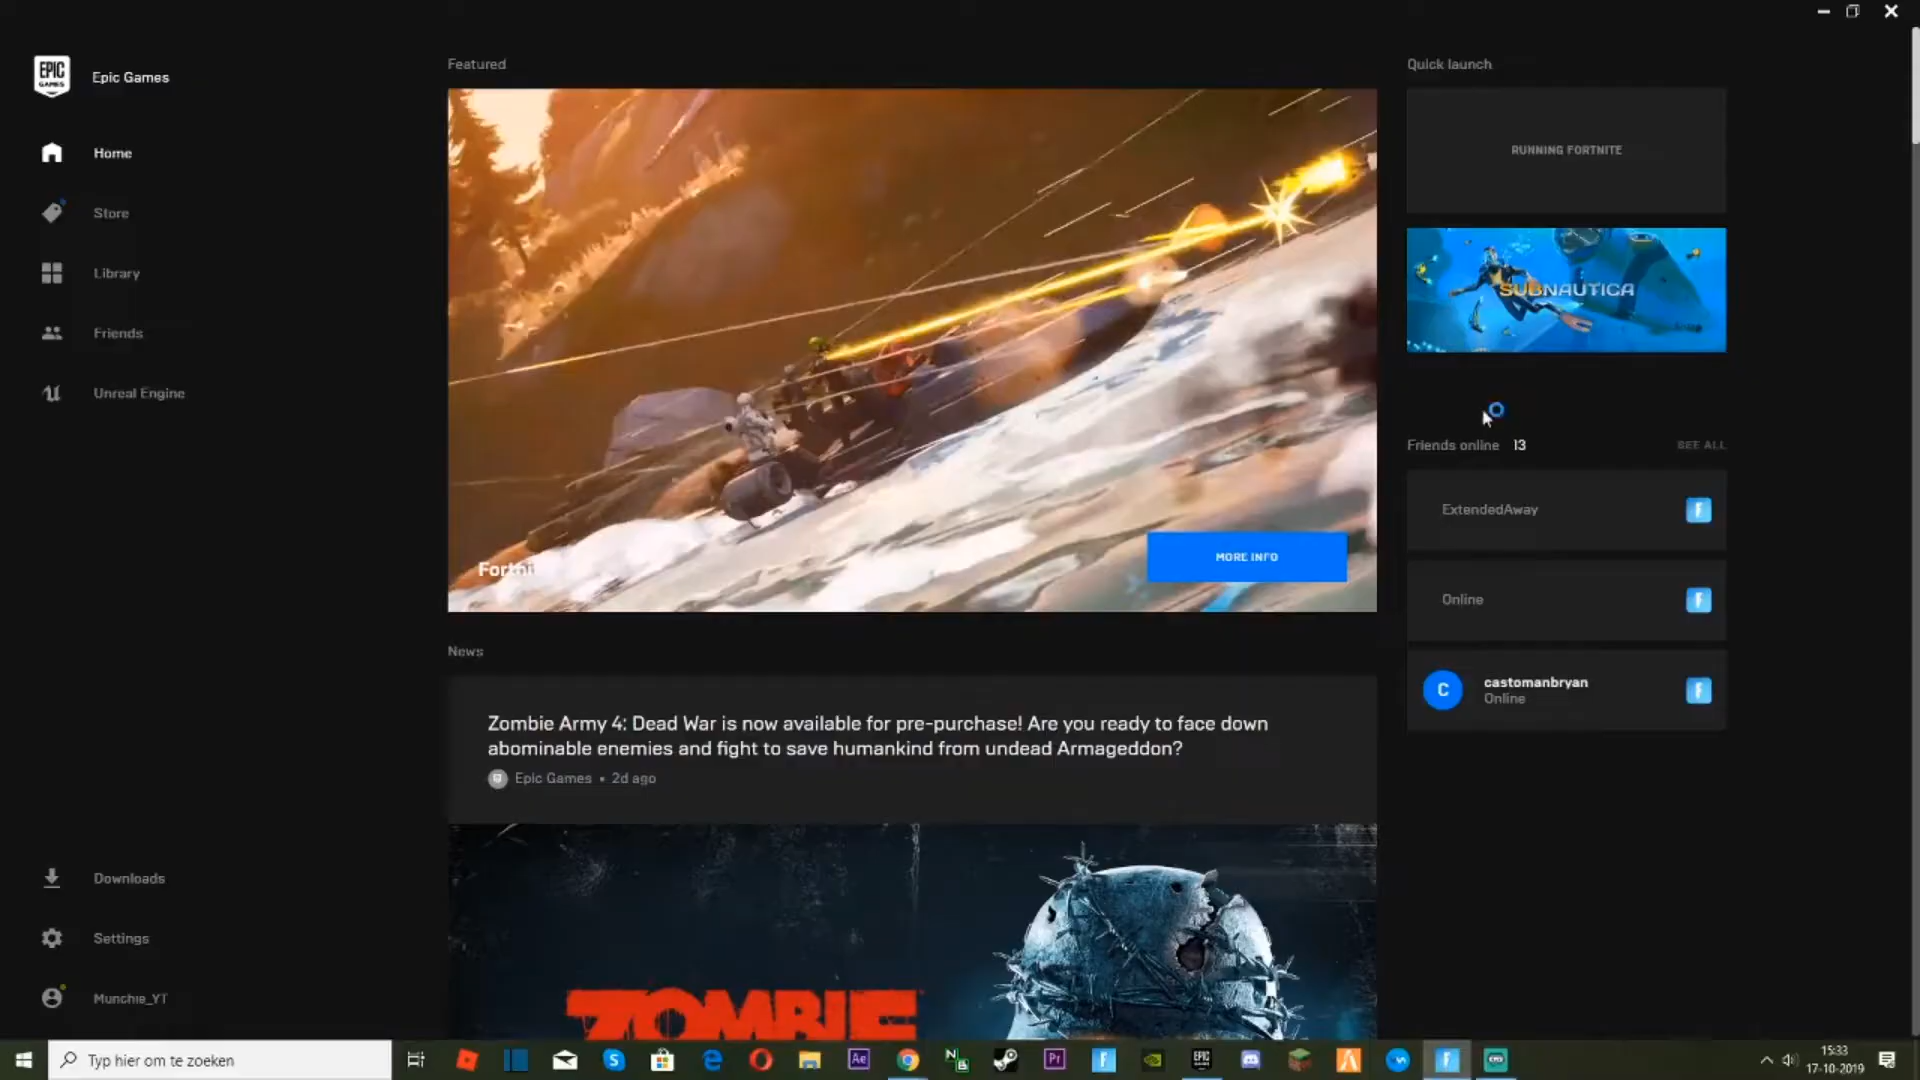 Epic Games
Home
Store
Library
Friends
Unreal Engine
Downloads
Settings
Munchie_YT
Featured
MORE INFO
News
Zombie Army 4: Dead War is now available for pre-purchase! Are you ready to face down
abominable enemies and fight to save humankind from undead Armageddon?
Epic Games • 2d ago
ZOMBIE
Quick launch
RUNNING FORTNITE
SUBNAUTICA
Friends online 13
SEE ALL
ExtendedAway
Online
C castomanbryan
Online
Typ hier om te zoeken
15:33
17-10-2019